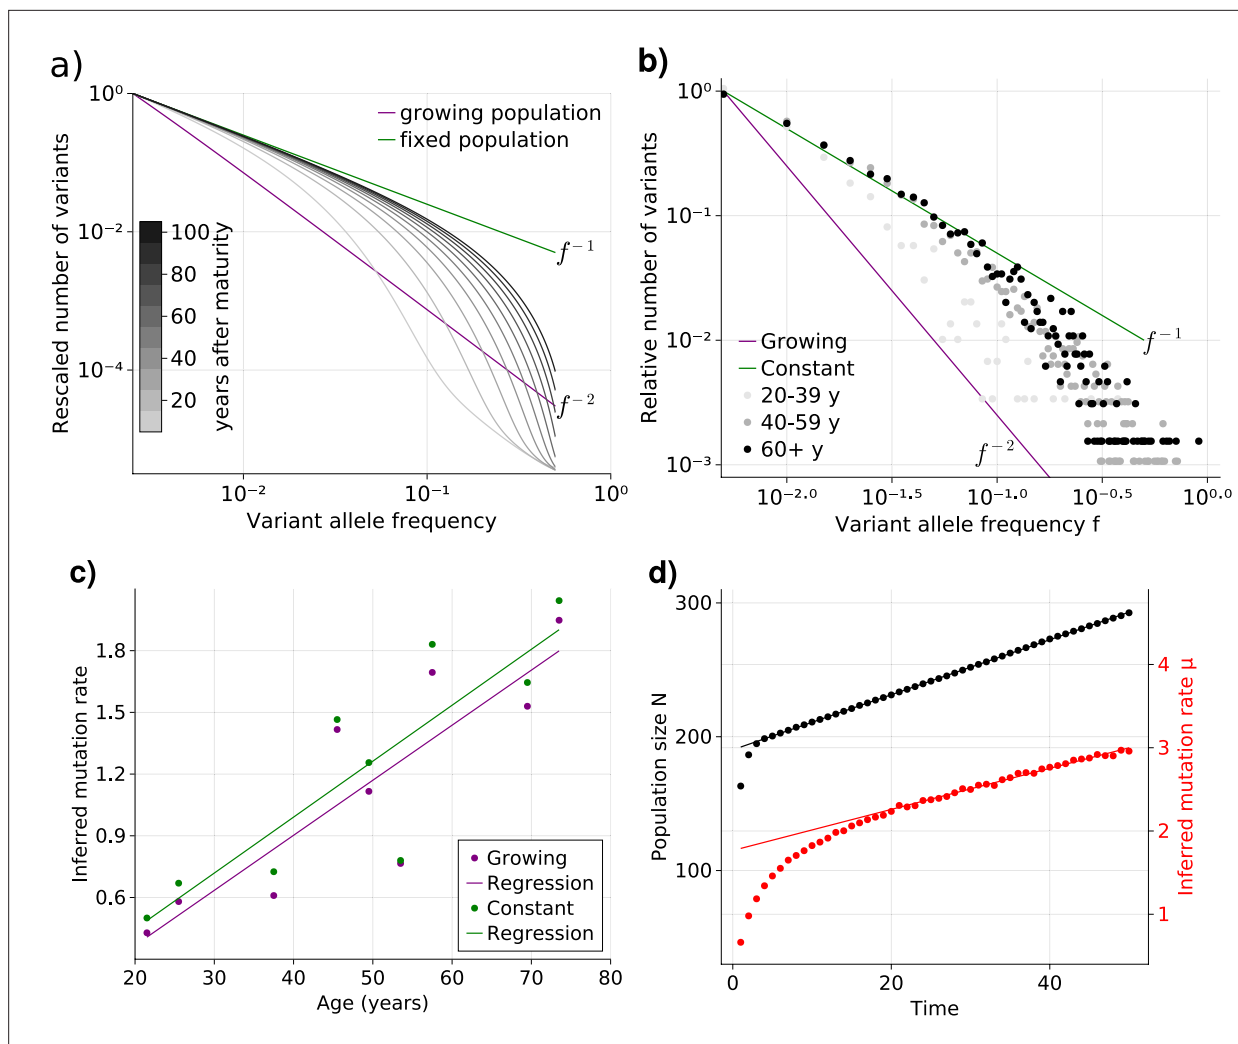 a)
Rescaled number of variants
10⁰
10⁻²
10⁻⁴
growing population
fixed population
100
80
60
40
20
years after maturity
f⁻¹
f⁻²
10⁻²
10⁻¹
10⁰
Variant allele frequency
b)
Relative number of variants
10⁰
10⁻¹
10⁻²
10⁻³
f⁻¹
f⁻²
Growing
Constant
20-39 y
40-59 y
60+ y
10⁻²·⁰
10⁻¹·⁵
10⁻¹·⁰
10⁻⁰·⁵
10⁰·⁰
Variant allele frequency f
c)
Inferred mutation rate
1.8
1.5
1.2
0.9
0.6
Growing
Regression
Constant
Regression
20 30 40 50 60 70 80
Age (years)
d)
Population size N
300
200
100
4
3
2
1
Inferred mutation rate μ
0 20 40
Time